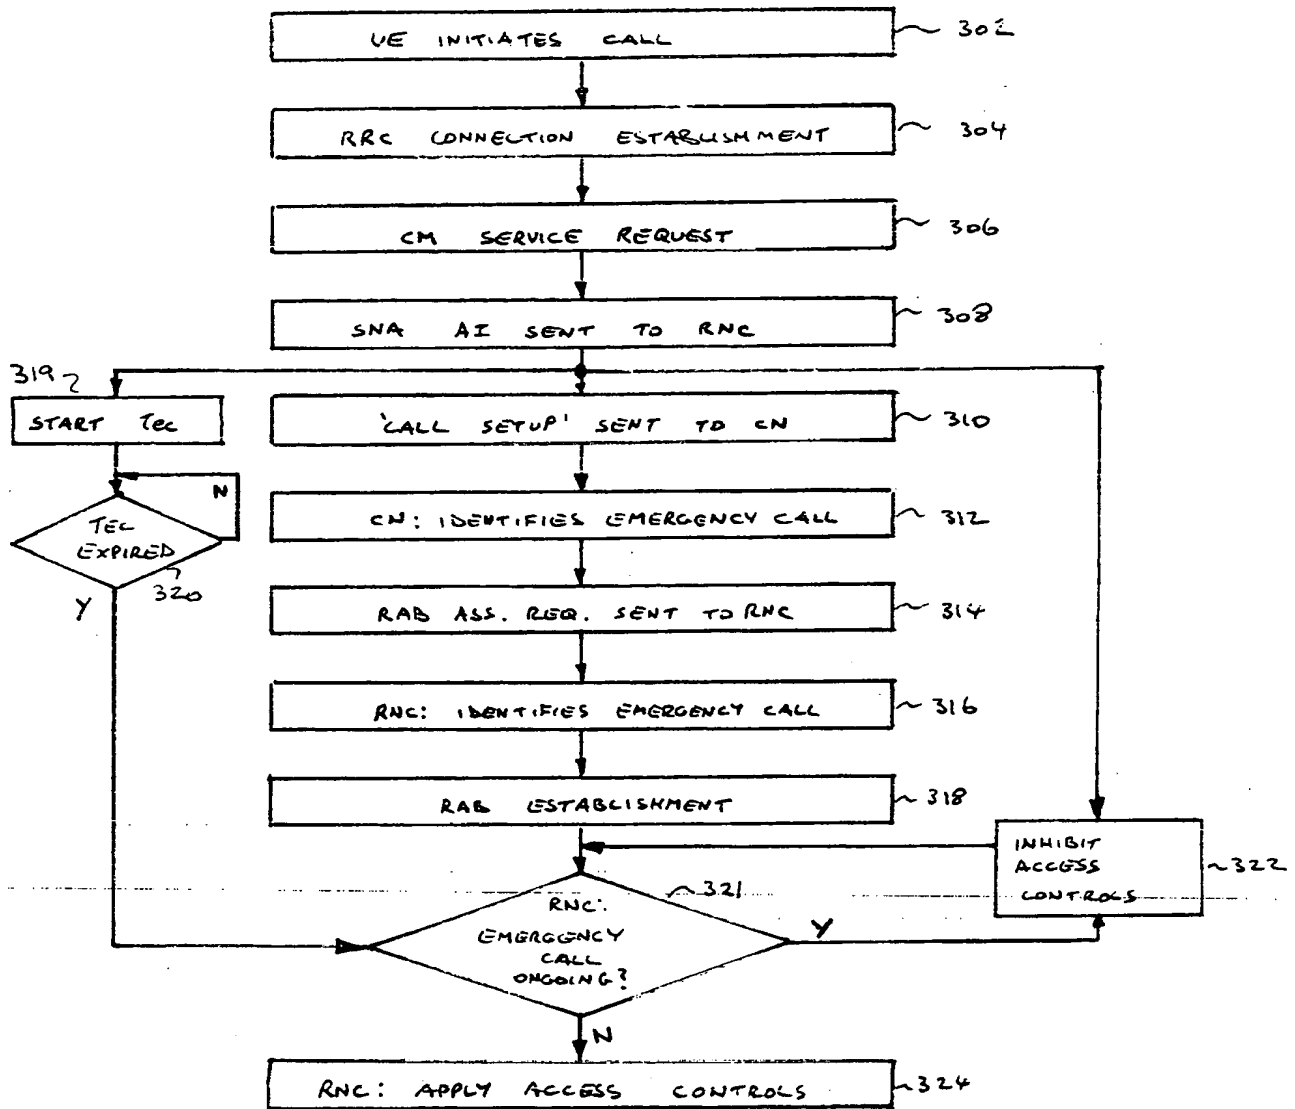 UE INITIATES CALL
302
RRC CONNECTION ESTABLISHMENT
304
CM SERVICE REQUEST
306
SNA AI SENT TO RNC
308
319
START TEC
'CALL SETUP' SENT TO CN
310
N
TEC
EXPIRED
320
Y
CN: IDENTIFIES EMERGENCY CALL
312
RAB ASS. REQ. SENT TO RNC
314
RNC: IDENTIFIES EMERGENCY CALL
316
RAB ESTABLISHMENT
318
INHIBIT
ACCESS
CONTROLS
322
321
RNC:
EMERGENCY
CALL
ONGOING?
Y
N
RNC: APPLY ACCESS CONTROLS
324